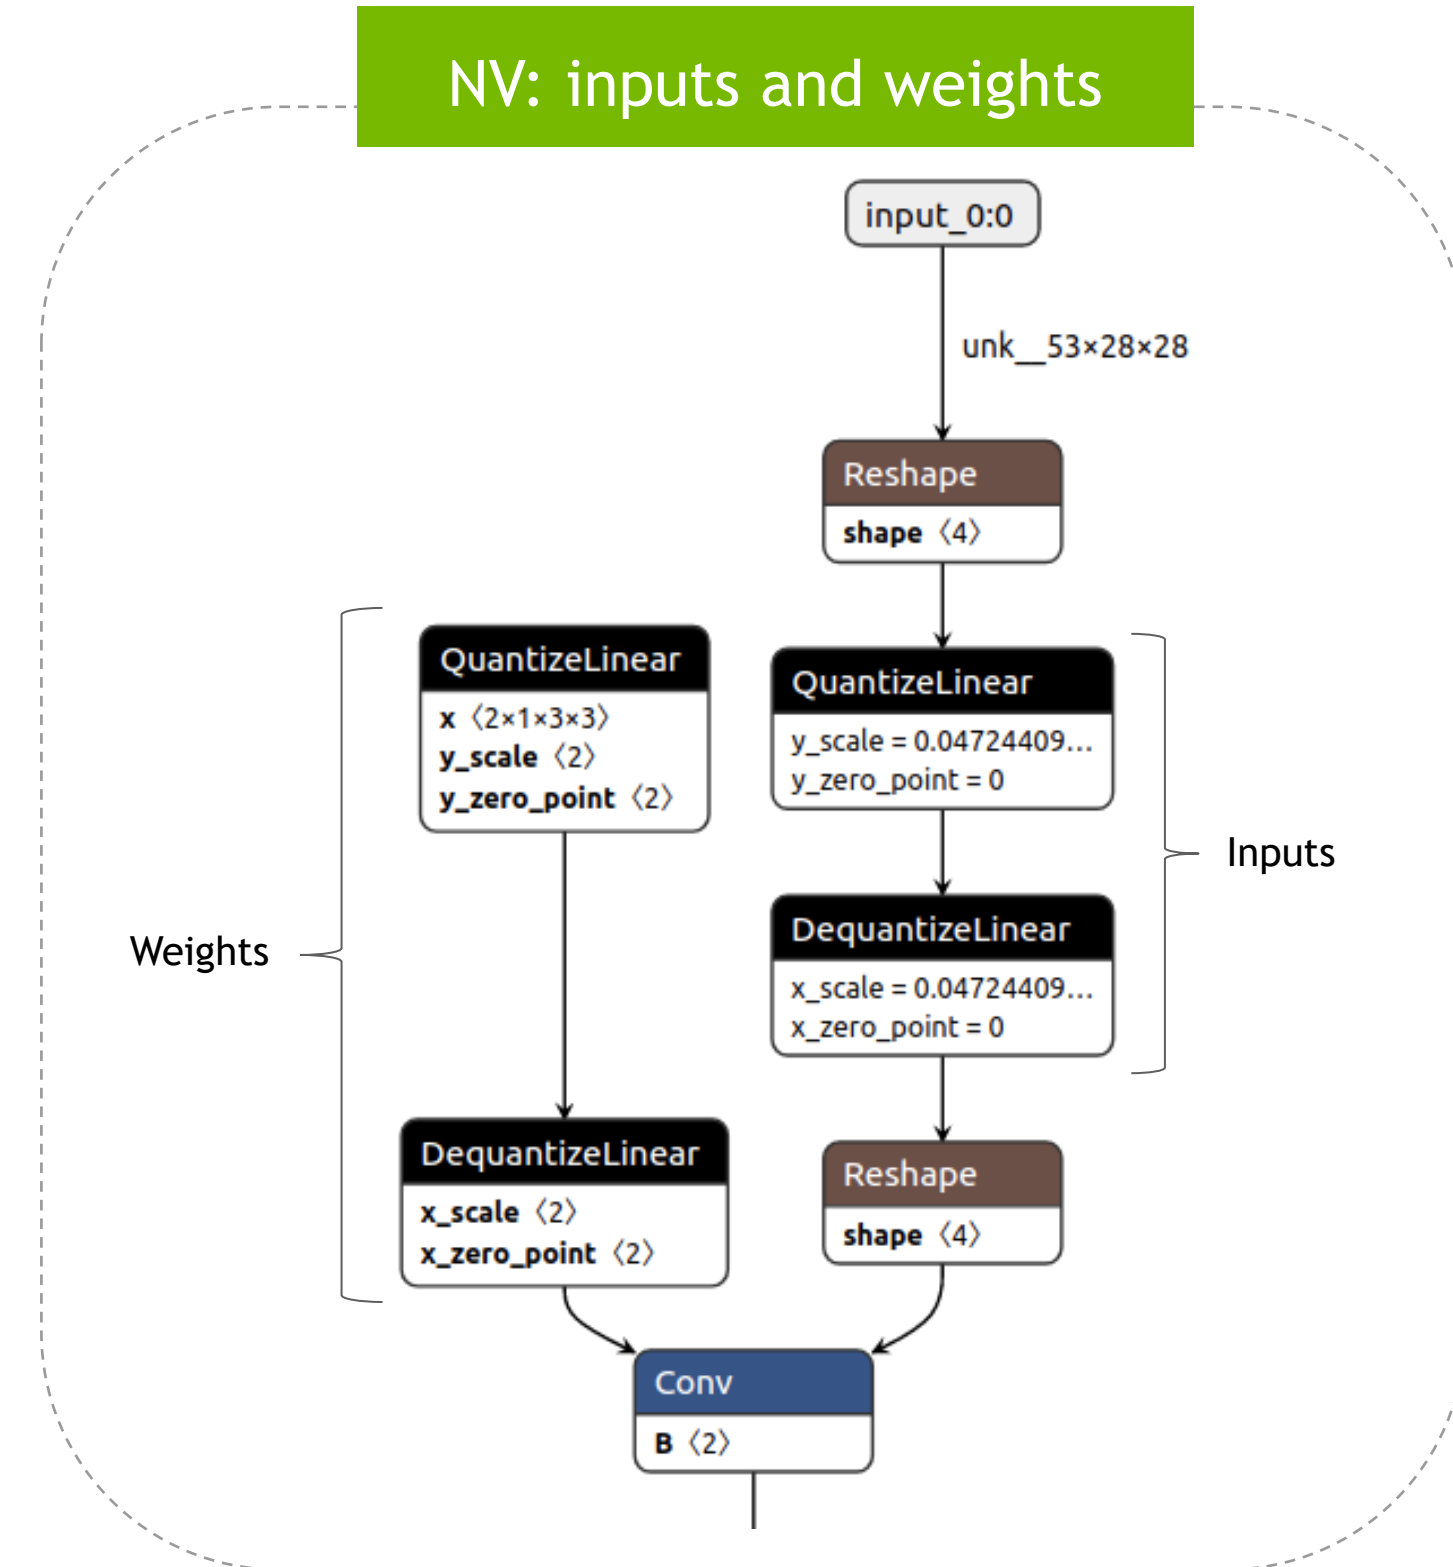 NV: inputs and weights
input_0:0
unk__53×28×28
Reshape
shape 〈4〉
QuantizeLinear
x 〈2×1×3×3〉
y_scale 〈2〉
y_zero_point 〈2〉
QuantizeLinear
y_scale = 0.04724409...
y_zero_point = 0
Inputs
Weights
DequantizeLinear
x_scale = 0.04724409...
x_zero_point = 0
DequantizeLinear
x_scale 〈2〉
x_zero_point 〈2〉
Reshape
shape 〈4〉
Conv
B 〈2〉